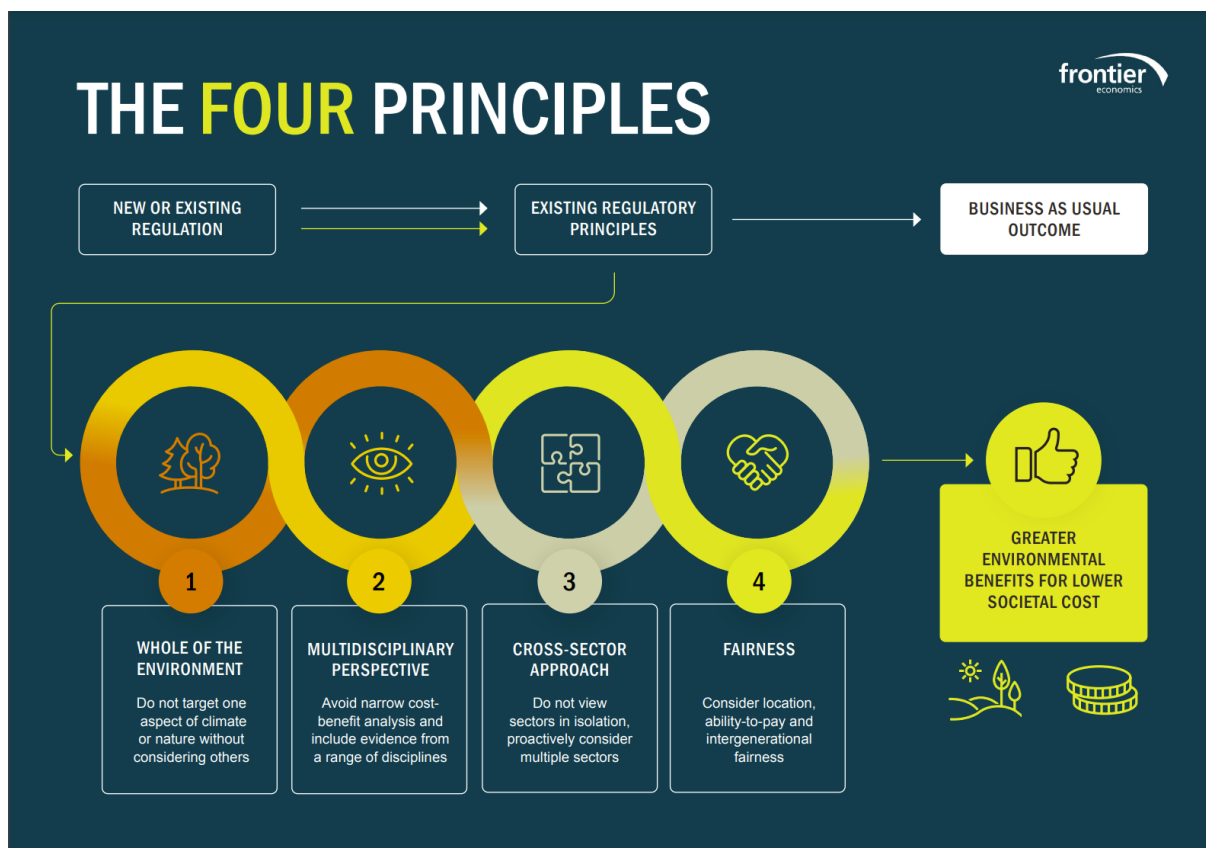 THE FOUR PRINCIPLES
frontier
economics
NEW OR EXISTING
REGULATION
EXISTING REGULATORY
PRINCIPLES
BUSINESS AS USUAL
OUTCOME
1
WHOLE OF THE
ENVIRONMENT
Do not target one
aspect of climate
or nature without
considering others
2
MULTIDISCIPLINARY
PERSPECTIVE
Avoid narrow cost-
benefit analysis and
include evidence from
a range of disciplines
3
CROSS-SECTOR
APPROACH
Do not view
sectors in isolation,
proactively consider
multiple sectors
4
FAIRNESS
Consider location,
ability-to-pay and
intergenerational
fairness
GREATER
ENVIRONMENTAL
BENEFITS FOR LOWER
SOCIETAL COST